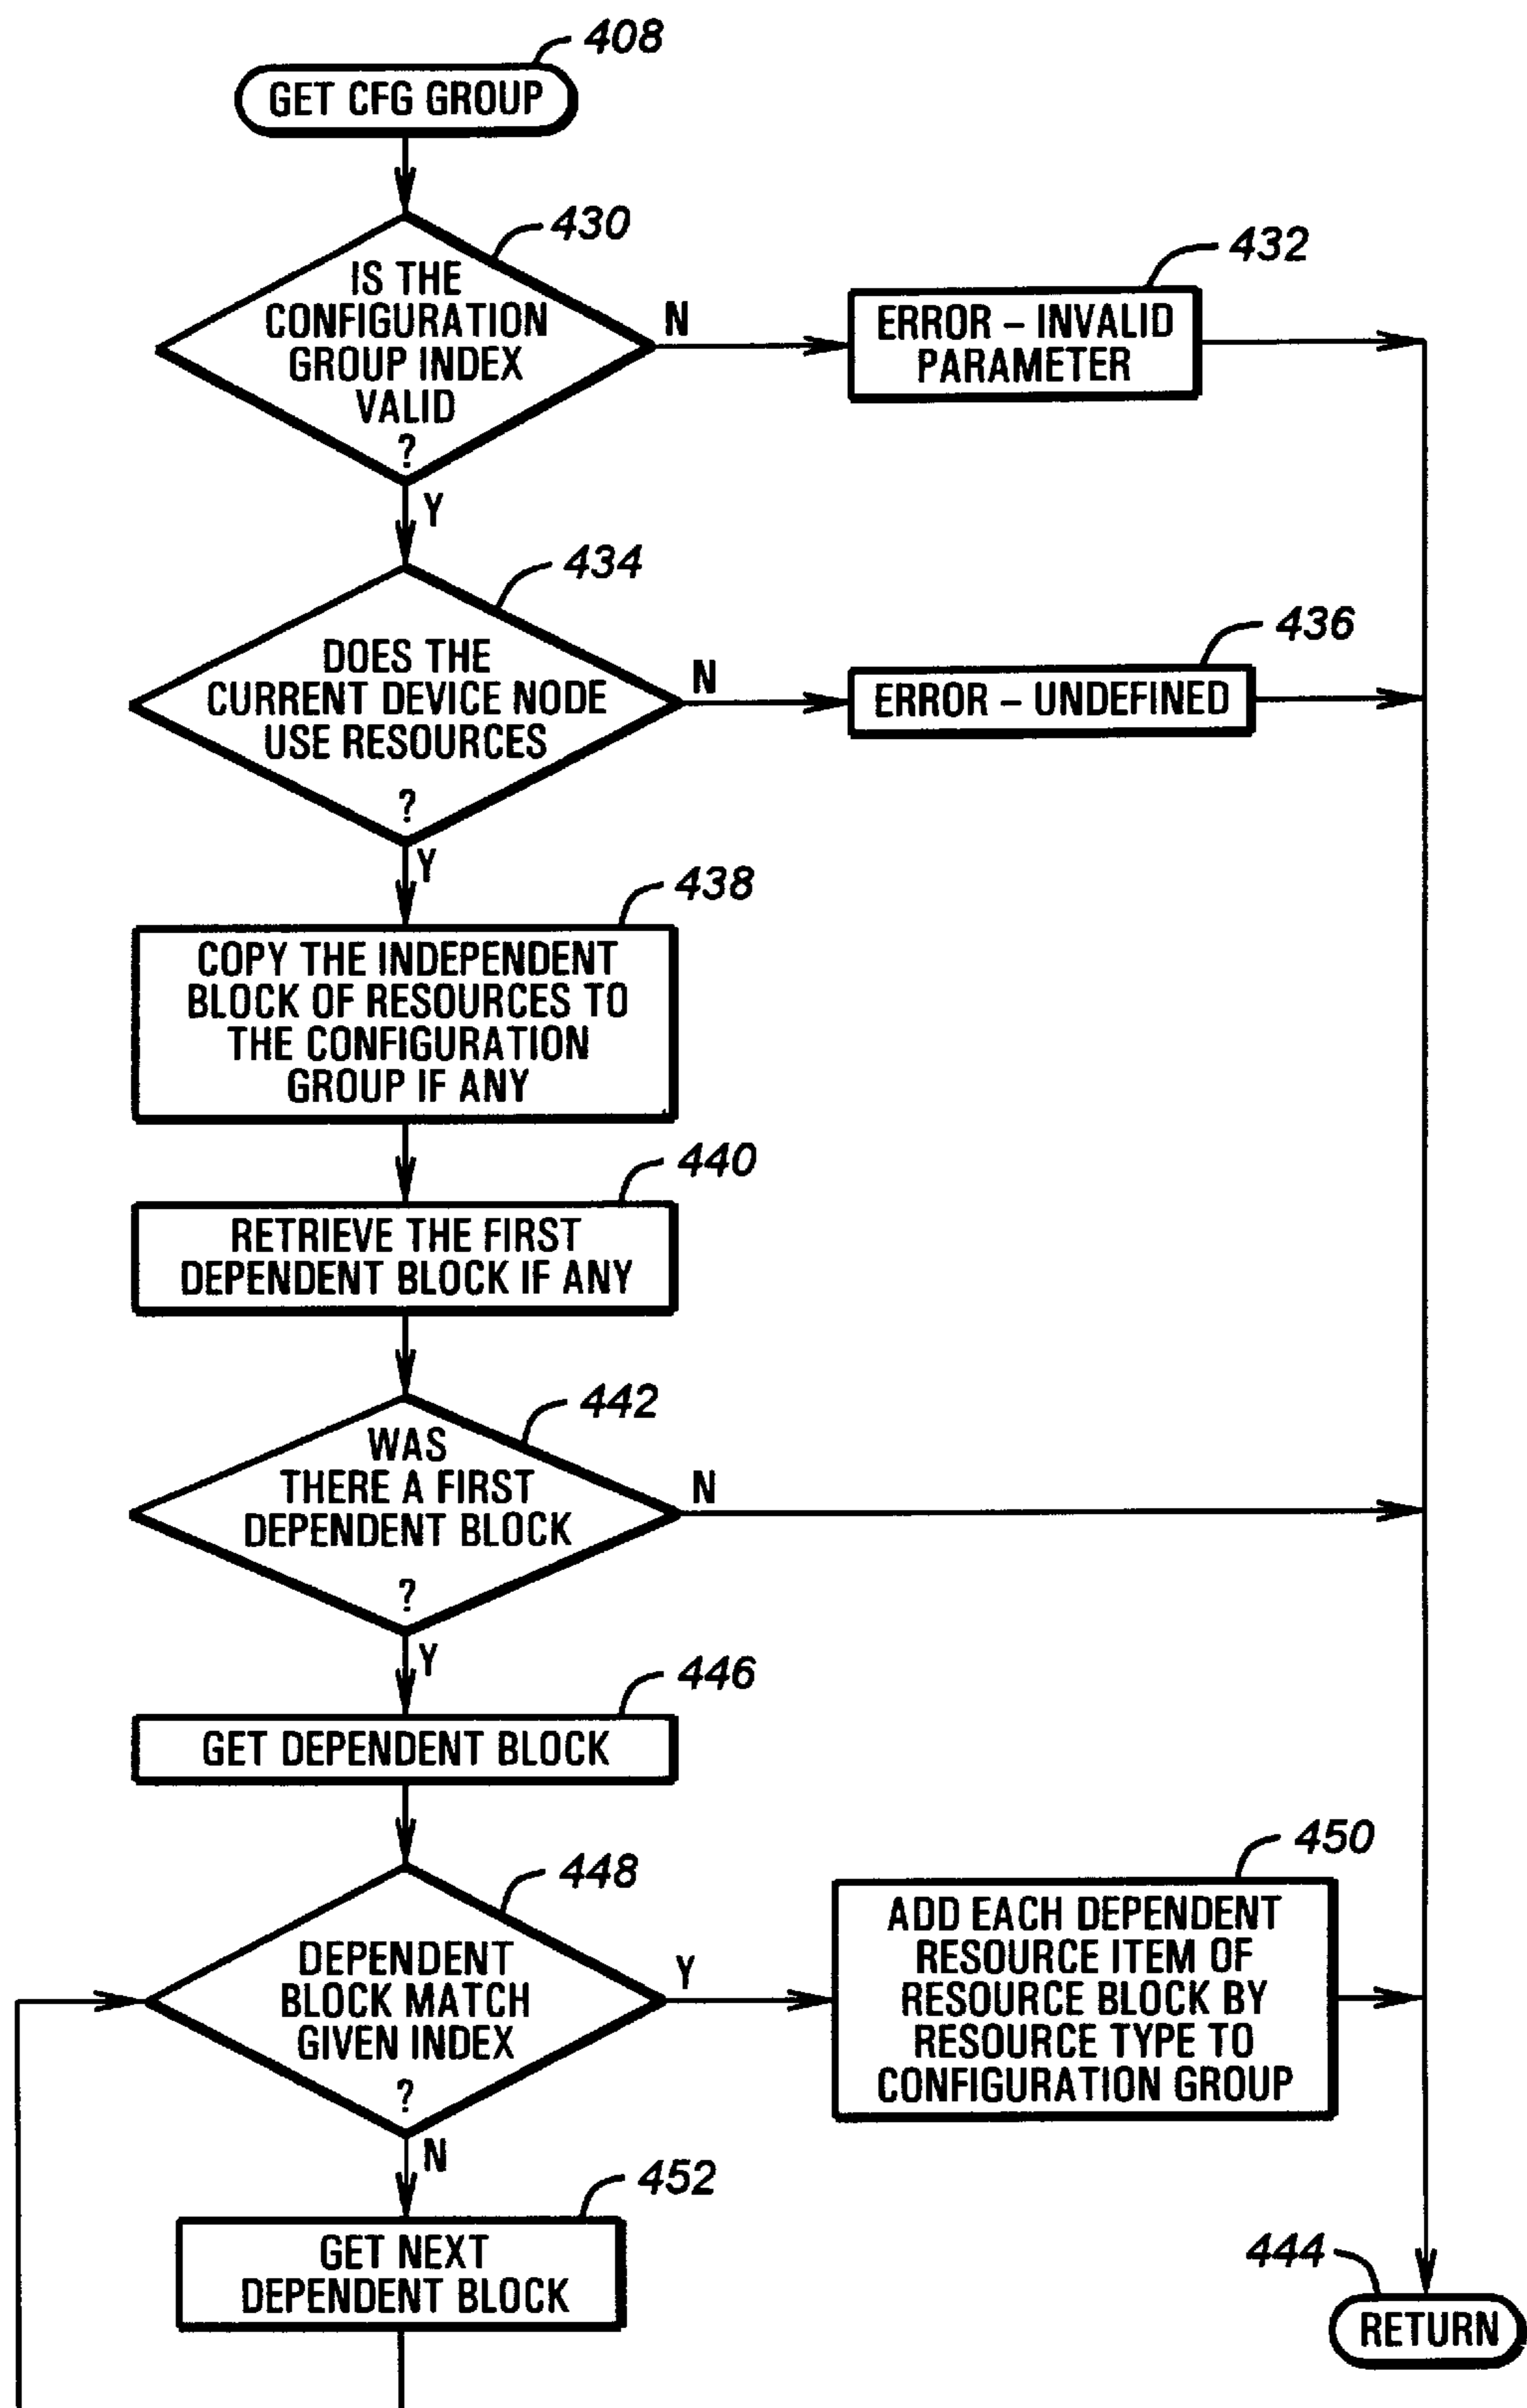 408
GET CFG GROUP
430
IS THE
CONFIGURATION
GROUP INDEX
VALID
?
N
432
ERROR – INVALID
PARAMETER
Y
434
DOES THE
CURRENT DEVICE NODE
USE RESOURCES
?
N
436
ERROR – UNDEFINED
Y
438
COPY THE INDEPENDENT
BLOCK OF RESOURCES TO
THE CONFIGURATION
GROUP IF ANY
440
RETRIEVE THE FIRST
DEPENDENT BLOCK IF ANY
442
WAS
THERE A FIRST
DEPENDENT BLOCK
?
N
Y
446
GET DEPENDENT BLOCK
448
DEPENDENT
BLOCK MATCH
GIVEN INDEX
?
Y
450
ADD EACH DEPENDENT
RESOURCE ITEM OF
RESOURCE BLOCK BY
RESOURCE TYPE TO
CONFIGURATION GROUP
N
452
GET NEXT
DEPENDENT BLOCK
444
RETURN